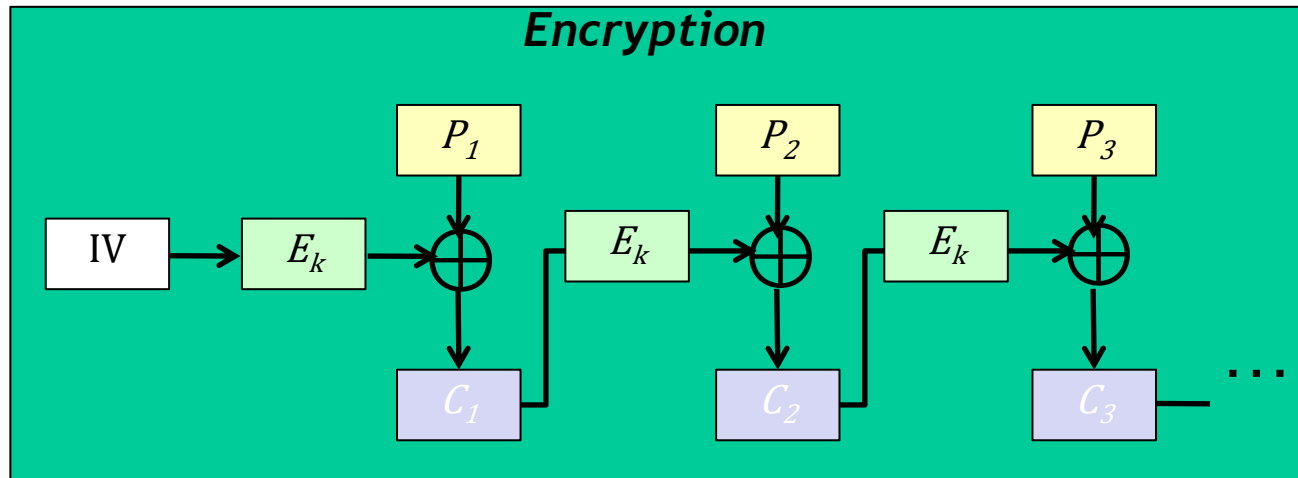 Encryption
P₁ P₂ P₃
IV Eₖ Eₖ Eₖ
C₁ C₂ C₃ ...